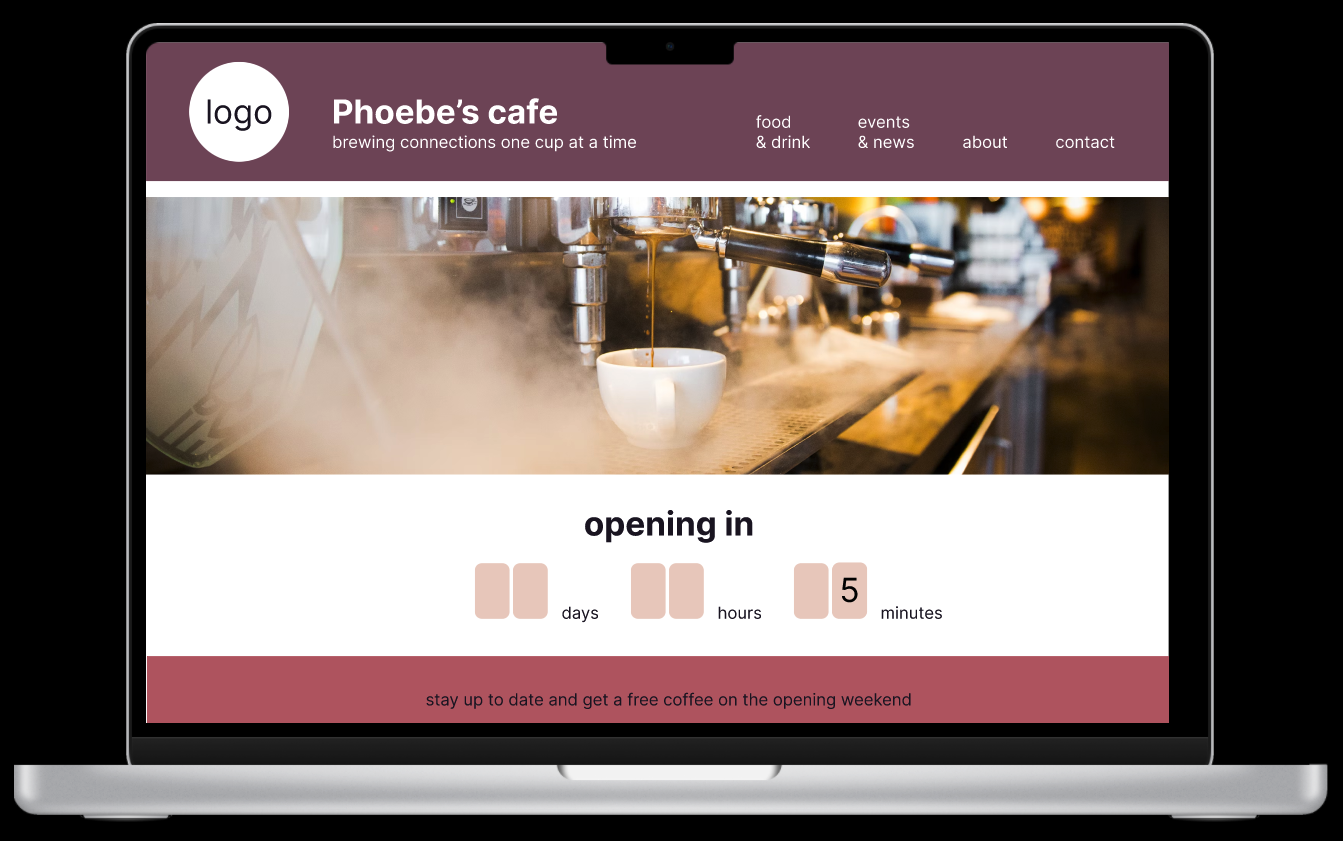 logo
Phoebe’s cafe
brewing connections one cup at a time
food
& drink
events
& news
about
contact
opening in
days
hours
5
minutes
stay up to date and get a free coffee on the opening weekend